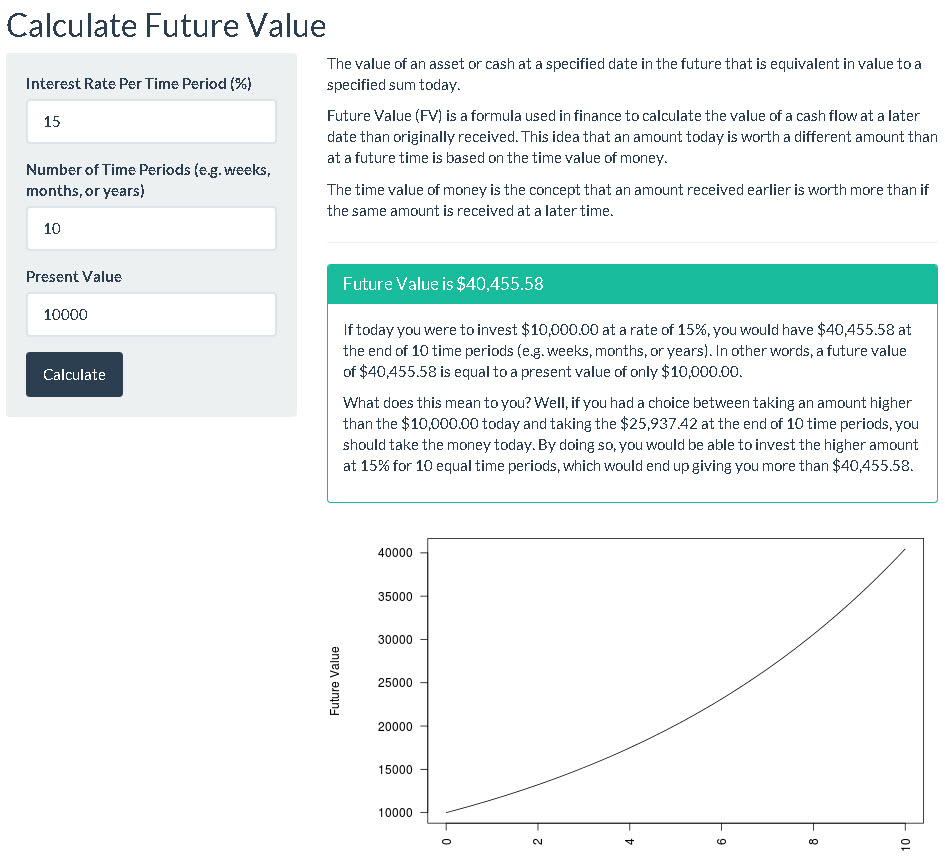 Calculate Future Value
Interest Rate Per Time Period (%)
15
Number of Time Periods (e.g. weeks,
months, or years)
10
Present Value
10000
Calculate
The value of an asset or cash at a specified date in the future that is equivalent in value to a
specified sum today.
Future Value (FV) is a formula used in finance to calculate the value of a cash flow at a later
date than originally received. This idea that an amount today is worth a different amount than
at a future time is based on the time value of money.
The time value of money is the concept that an amount received earlier is worth more than if
the same amount is received at a later time.
Future Value is $40,455.58
If today you were to invest $10,000.00 at a rate of 15%, you would have $40,455.58 at
the end of 10 time periods (e.g. weeks, months, or years). In other words, a future value
of $40,455.58 is equal to a present value of only $10,000.00.
What does this mean to you? Well, if you had a choice between taking an amount higher
than the $10,000.00 today and taking the $25,937.42 at the end of 10 time periods, you
should take the money today. By doing so, you would be able to invest the higher amount
at 15% for 10 equal time periods, which would end up giving you more than $40,455.58.
Future Value
40000
35000
30000
25000
20000
15000
10000
0 2 4 6 8 10